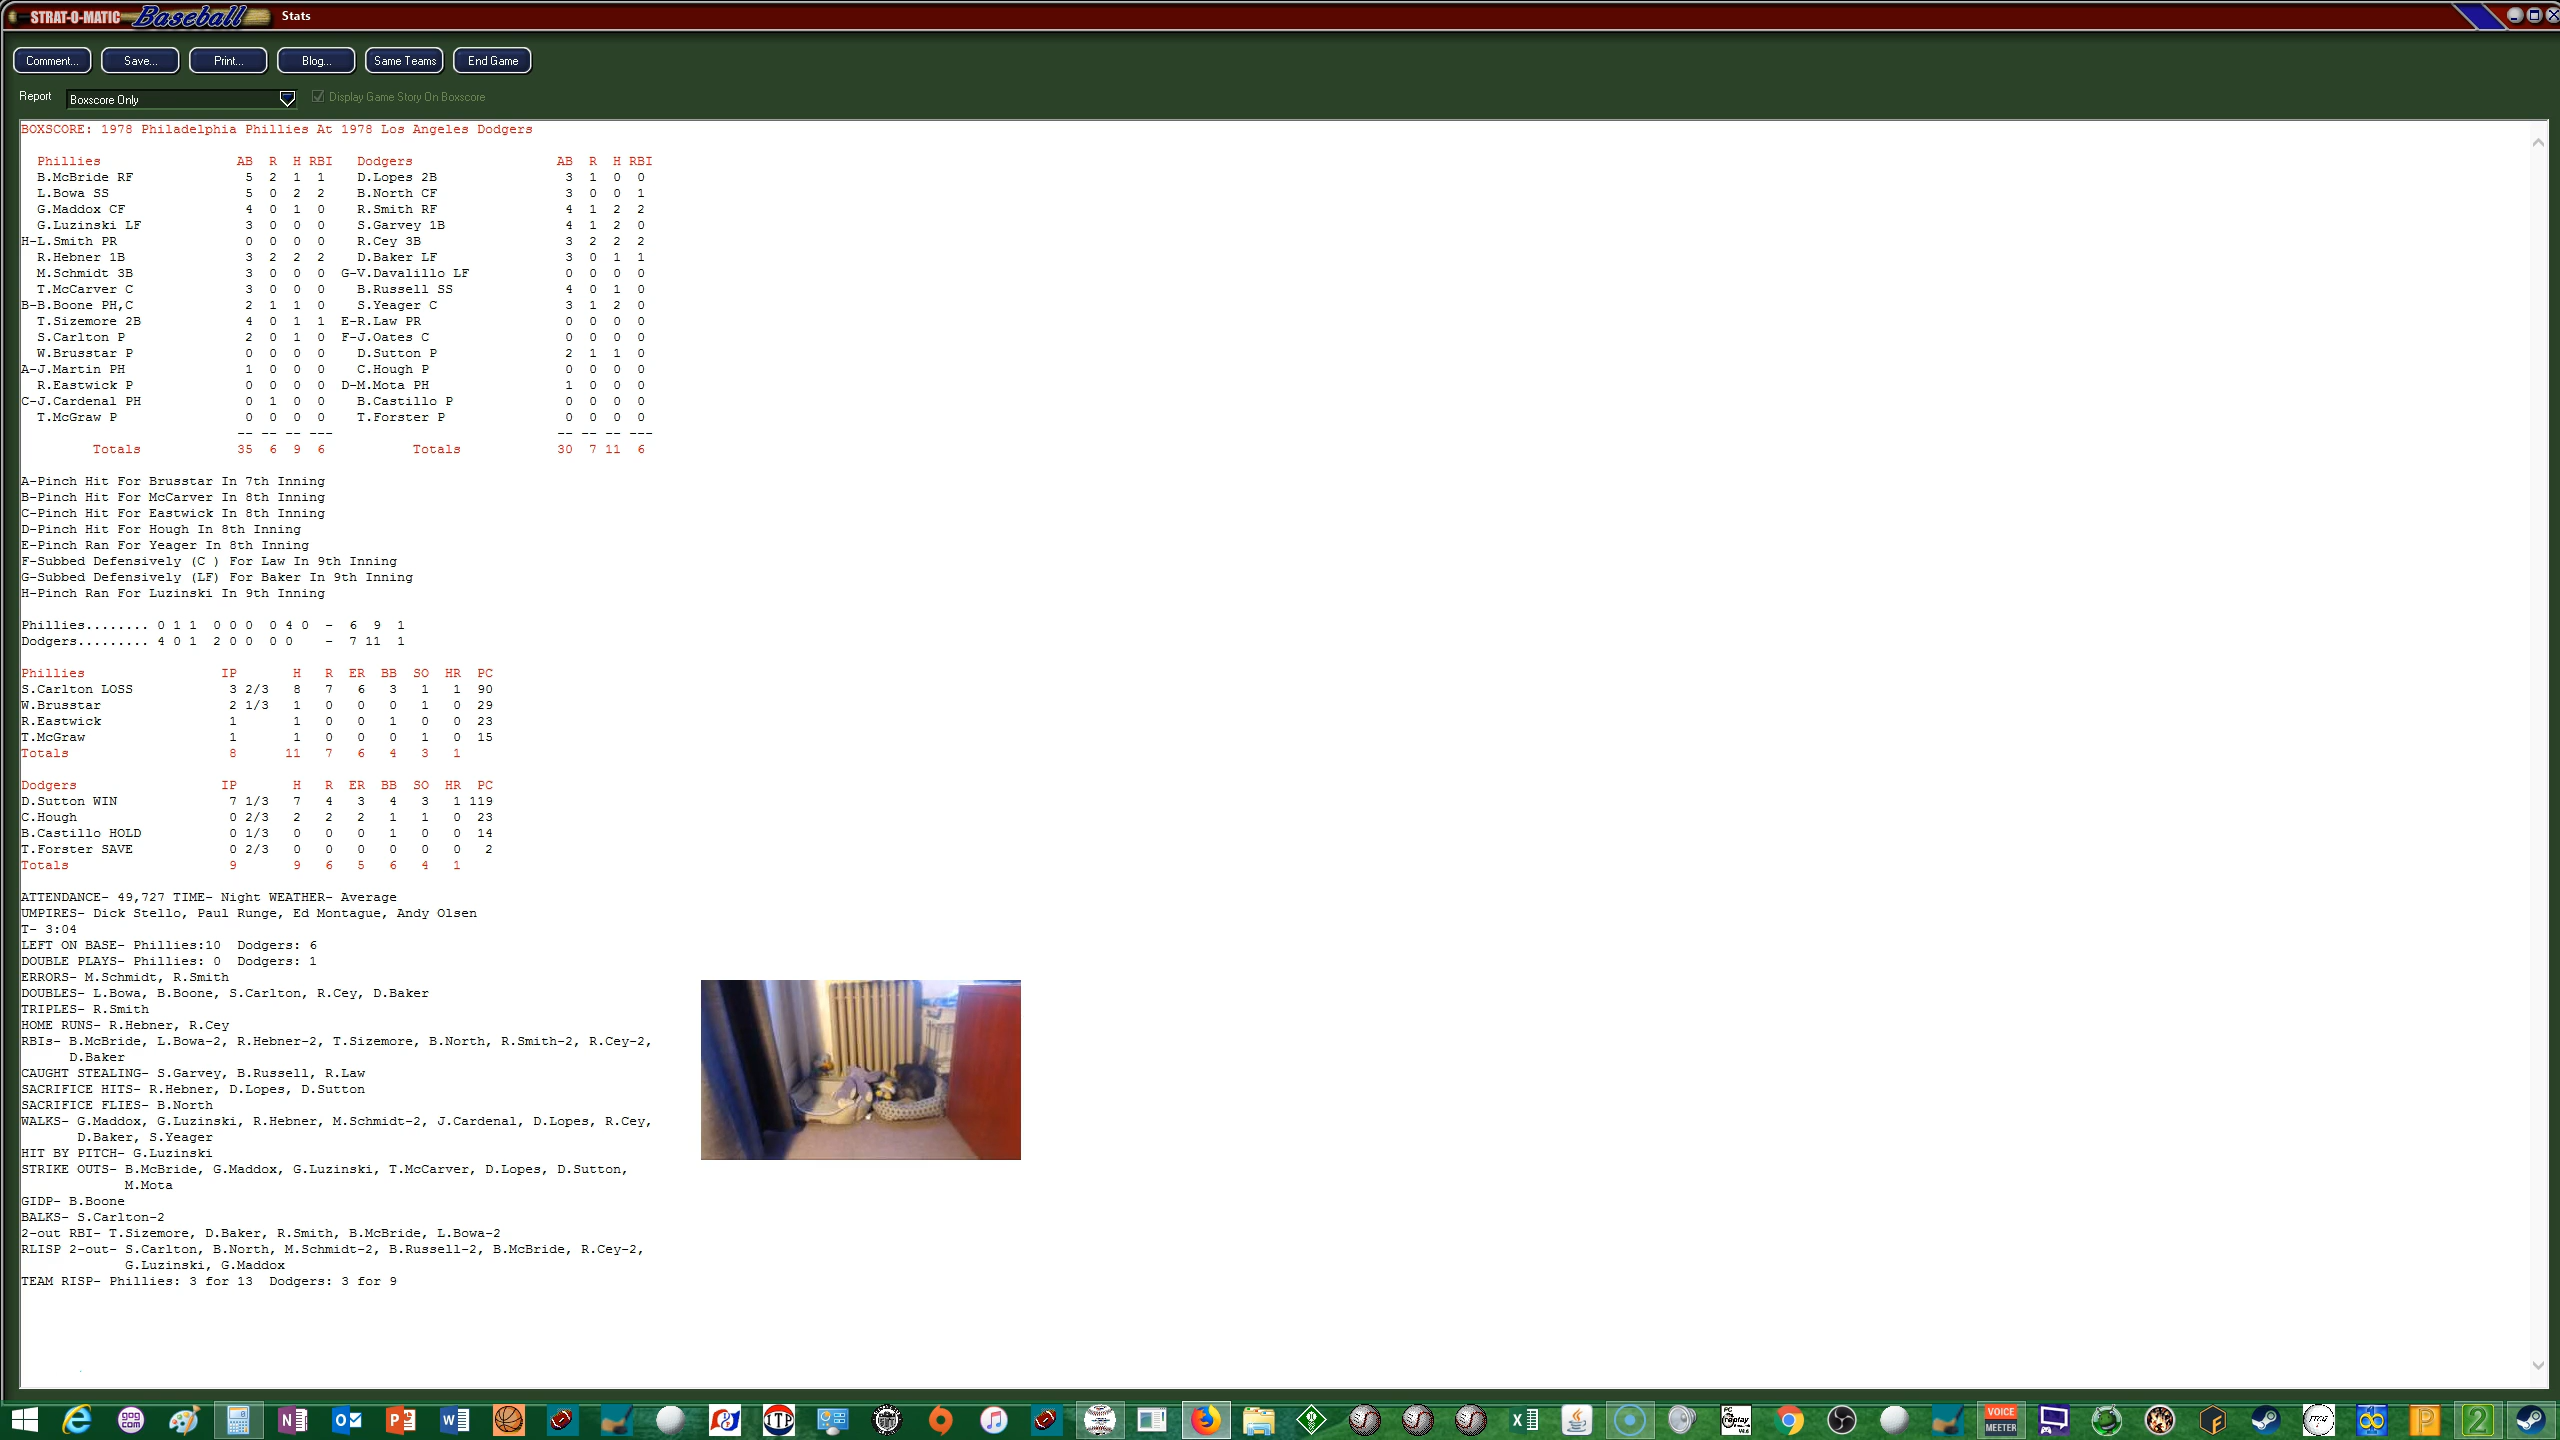 STRAT-O-MATIC Baseball Stats
Comment... Save... Print... Blog... Same Teams End Game
Report Boxscore Only Display Game Story On Boxscore
BOXSCORE: 1978 Philadelphia Phillies At 1978 Los Angeles Dodgers
Phillies AB R H RBI Dodgers AB R H RBI
B.McBride RF 5 2 1 1 D.Lopes 2B 3 1 0 0
L.Bowa SS 5 0 2 2 B.North CF 3 0 0 1
G.Maddox CF 4 0 1 0 R.Smith RF 4 1 2 2
G.Luzinski LF 3 0 0 0 S.Garvey 1B 4 1 2 0
H-L.Smith PR 0 0 0 0 R.Cey 3B 3 2 2 2
R.Hebner 1B 3 2 2 2 D.Baker LF 3 0 1 1
M.Schmidt 3B 3 0 0 0 G-V.Davalillo LF 0 0 0 0
T.McCarver C 3 0 0 0 B.Russell SS 4 0 1 0
B-B.Boone PH,C 2 1 1 0 S.Yeager C 3 1 2 0
T.Sizemore 2B 4 0 1 1 E-R.Law PR 0 0 0 0
S.Carlton P 2 0 1 0 F-J.Oates C 0 0 0 0
W.Brusstar P 0 0 0 0 D.Sutton P 2 1 1 0
A-J.Martin PH 1 0 0 0 C.Hough P 0 0 0 0
R.Eastwick P 0 0 0 0 D-M.Mota PH 1 0 0 0
C-J.Cardenal PH 0 1 0 0 B.Castillo P 0 0 0 0
T.McGraw P 0 0 0 0 T.Forster P 0 0 0 0
-- -- -- --- -- -- -- ---
Totals 35 6 9 6 Totals 30 7 11 6
A-Pinch Hit For Brusstar In 7th Inning
B-Pinch Hit For McCarver In 8th Inning
C-Pinch Hit For Eastwick In 8th Inning
D-Pinch Hit For Hough In 8th Inning
E-Pinch Ran For Yeager In 8th Inning
F-Subbed Defensively (C ) For Law In 9th Inning
G-Subbed Defensively (LF) For Baker In 9th Inning
H-Pinch Ran For Luzinski In 9th Inning
Phillies........ 0 1 1 0 0 0 0 4 0 - 6 9 1
Dodgers......... 4 0 1 2 0 0 0 0 - 7 11 1
Phillies IP H R ER BB SO HR PC
S.Carlton LOSS 3 2/3 8 7 6 3 1 1 90
W.Brusstar 2 1/3 1 0 0 0 1 0 29
R.Eastwick 1 1 0 0 1 0 0 23
T.McGraw 1 1 0 0 0 1 0 15
Totals 8 11 7 6 4 3 1
Dodgers IP H R ER BB SO HR PC
D.Sutton WIN 7 1/3 7 4 3 4 3 1 119
C.Hough 0 2/3 2 2 2 1 1 0 23
B.Castillo HOLD 0 1/3 0 0 0 1 0 0 14
T.Forster SAVE 0 2/3 0 0 0 0 0 0 2
Totals 9 9 6 5 6 4 1
ATTENDANCE- 49,727 TIME- Night WEATHER- Average
UMPIRES- Dick Stello, Paul Runge, Ed Montague, Andy Olsen
T- 3:04
LEFT ON BASE- Phillies:10 Dodgers: 6
DOUBLE PLAYS- Phillies: 0 Dodgers: 1
ERRORS- M.Schmidt, R.Smith
DOUBLES- L.Bowa, B.Boone, S.Carlton, R.Cey, D.Baker
TRIPLES- R.Smith
HOME RUNS- R.Hebner, R.Cey
RBIs- B.McBride, L.Bowa-2, R.Hebner-2, T.Sizemore, B.North, R.Smith-2, R.Cey-2,
D.Baker
CAUGHT STEALING- S.Garvey, B.Russell, R.Law
SACRIFICE HITS- R.Hebner, D.Lopes, D.Sutton
SACRIFICE FLIES- B.North
WALKS- G.Maddox, G.Luzinski, R.Hebner, M.Schmidt-2, J.Cardenal, D.Lopes, R.Cey,
D.Baker, S.Yeager
HIT BY PITCH- G.Luzinski
STRIKE OUTS- B.McBride, G.Maddox, G.Luzinski, T.McCarver, D.Lopes, D.Sutton,
M.Mota
GIDP- B.Boone
BALKS- S.Carlton-2
2-out RBI- T.Sizemore, D.Baker, R.Smith, B.McBride, L.Bowa-2
RLISP 2-out- S.Carlton, B.North, M.Schmidt-2, B.Russell-2, B.McBride, R.Cey-2,
G.Luzinski, G.Maddox
TEAM RISP- Phillies: 3 for 13 Dodgers: 3 for 9